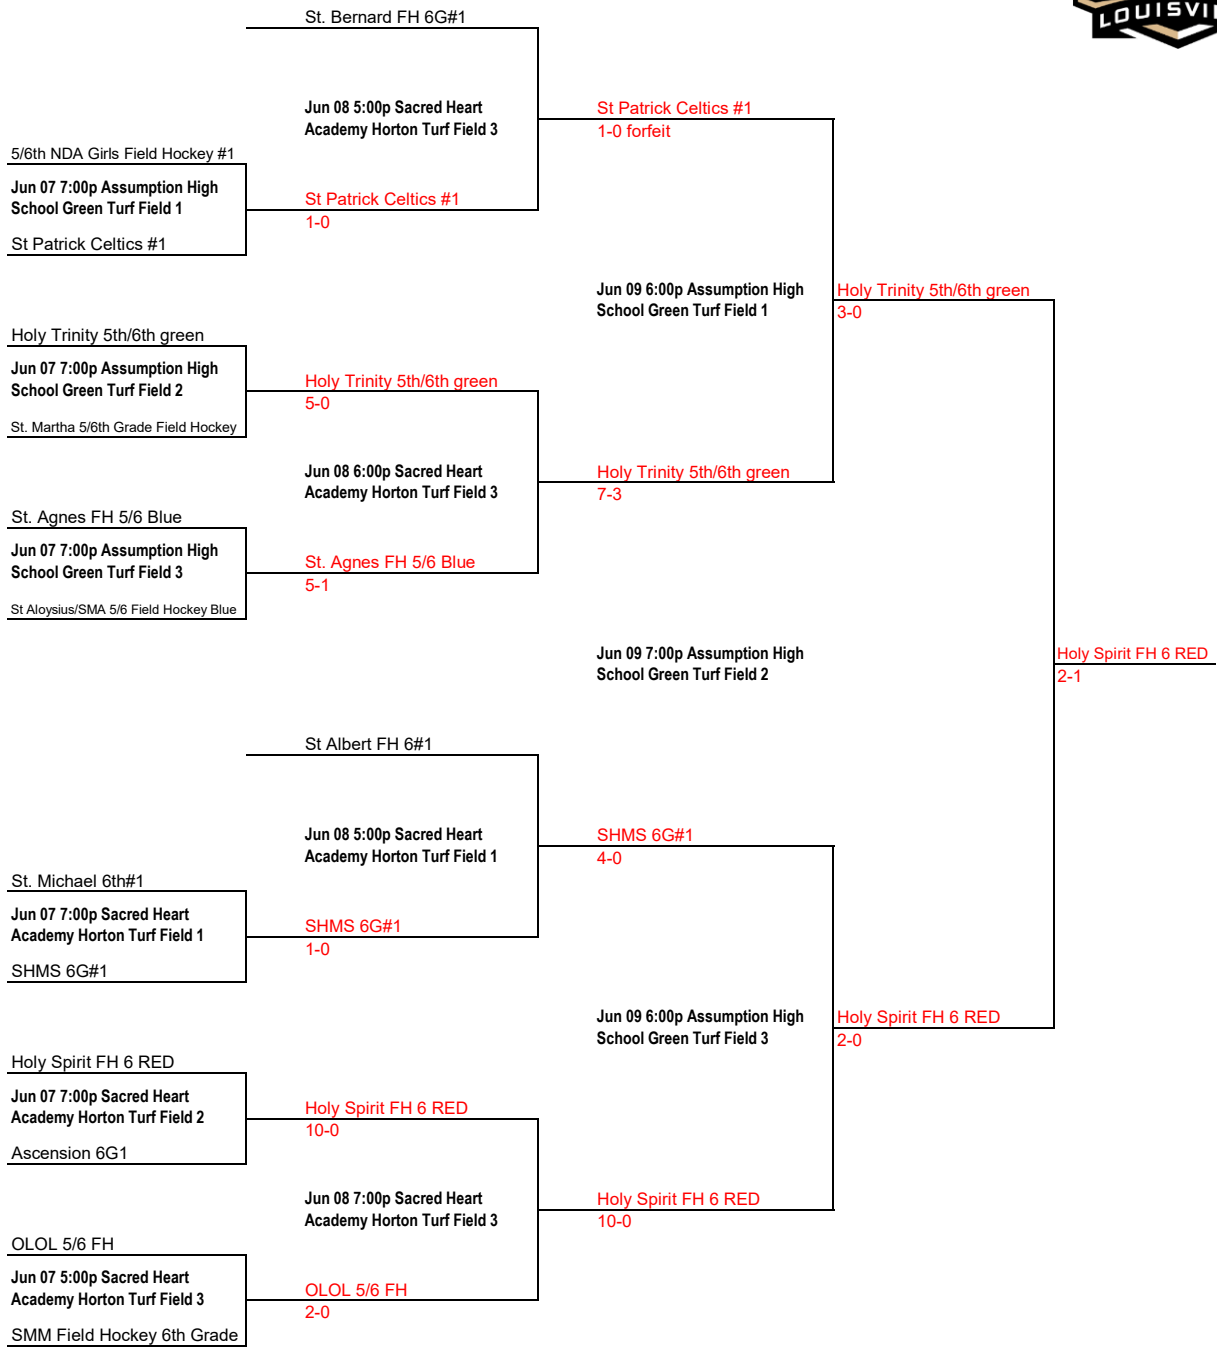 St. Bernard FH 6G#1
LOUISVI
Jun 08 5:00p Sacred Heart
Academy Horton Turf Field 3
St Patrick Celtics #1
1-0 forfeit
5/6th NDA Girls Field Hockey #1
Jun 07 7:00p Assumption High
School Green Turf Field 1
St Patrick Celtics #1
1-0
St Patrick Celtics #1
Jun 09 6:00p Assumption High
School Green Turf Field 1
Holy Trinity 5th/6th green
3-0
Holy Trinity 5th/6th green
Jun 07 7:00p Assumption High
School Green Turf Field 2
Holy Trinity 5th/6th green
5-0
St. Martha 5/6th Grade Field Hockey
Jun 08 6:00p Sacred Heart
Academy Horton Turf Field 3
Holy Trinity 5th/6th green
7-3
St. Agnes FH 5/6 Blue
Jun 07 7:00p Assumption High
School Green Turf Field 3
St. Agnes FH 5/6 Blue
5-1
St Aloysius/SMA 5/6 Field Hockey Blue
Jun 09 7:00p Assumption High
School Green Turf Field 2
Holy Spirit FH 6 RED
2-1
St Albert FH 6#1
Jun 08 5:00p Sacred Heart
Academy Horton Turf Field 1
SHMS 6G#1
4-0
St. Michael 6th#1
Jun 07 7:00p Sacred Heart
Academy Horton Turf Field 1
SHMS 6G#1
1-0
SHMS 6G#1
Jun 09 6:00p Assumption High
School Green Turf Field 3
Holy Spirit FH 6 RED
2-0
Holy Spirit FH 6 RED
Jun 07 7:00p Sacred Heart
Academy Horton Turf Field 2
Holy Spirit FH 6 RED
10-0
Ascension 6G1
Jun 08 7:00p Sacred Heart
Academy Horton Turf Field 3
Holy Spirit FH 6 RED
10-0
OLOL 5/6 FH
Jun 07 5:00p Sacred Heart
Academy Horton Turf Field 3
OLOL 5/6 FH
2-0
SMM Field Hockey 6th Grade